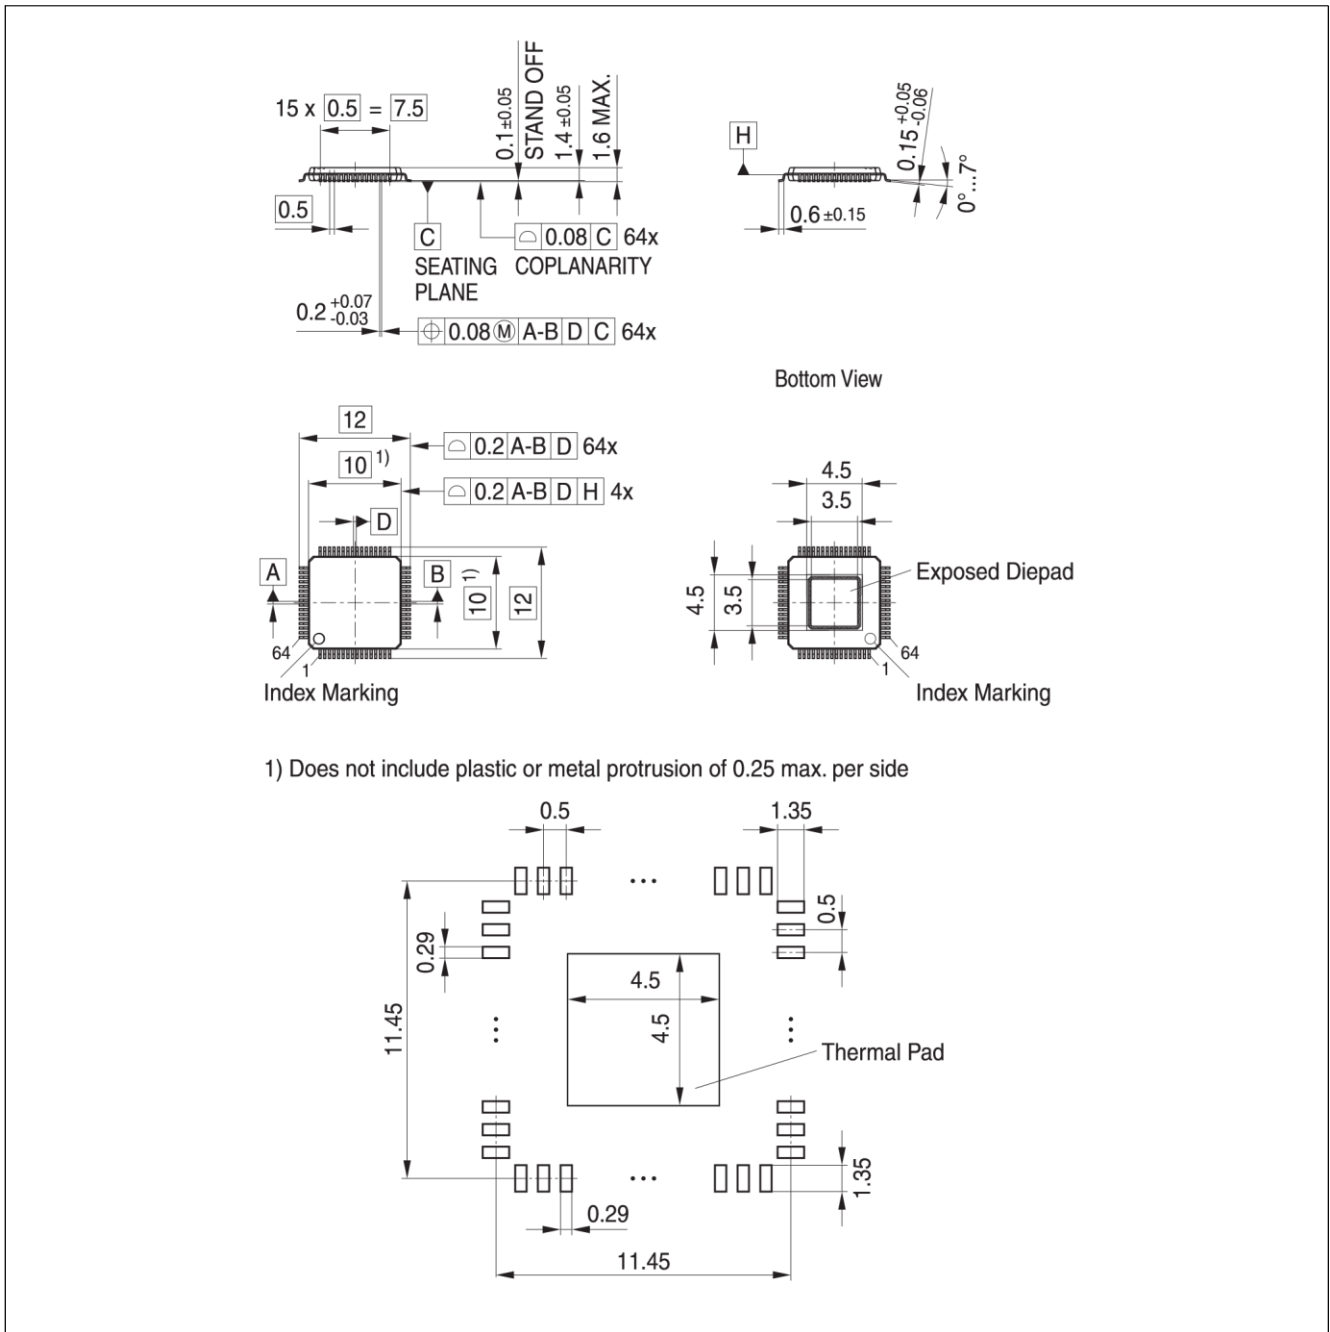 15 x 0.5 = 7.5
0.1 ±0.05
STAND OFF
1.4 ±0.05
1.6 MAX.
H
0.15 +0.05 -0.06
0°...7°
0.5
C
SEATING PLANE
⌓ 0.08 C 64x
COPLANARITY
0.6 ±0.15
0.2 +0.07 -0.03
⌖ 0.08 Ⓜ A-B D C 64x
Bottom View
12
⌓ 0.2 A-B D 64x
10 1)
⌓ 0.2 A-B D H 4x
D
A
B
10 1)
12
64
1
Index Marking
4.5
3.5
4.5
3.5
Exposed Diepad
64
1
Index Marking
1) Does not include plastic or metal protrusion of 0.25 max. per side
0.5
1.35
0.5
0.29
4.5
4.5
11.45
Thermal Pad
1.35
0.29
11.45